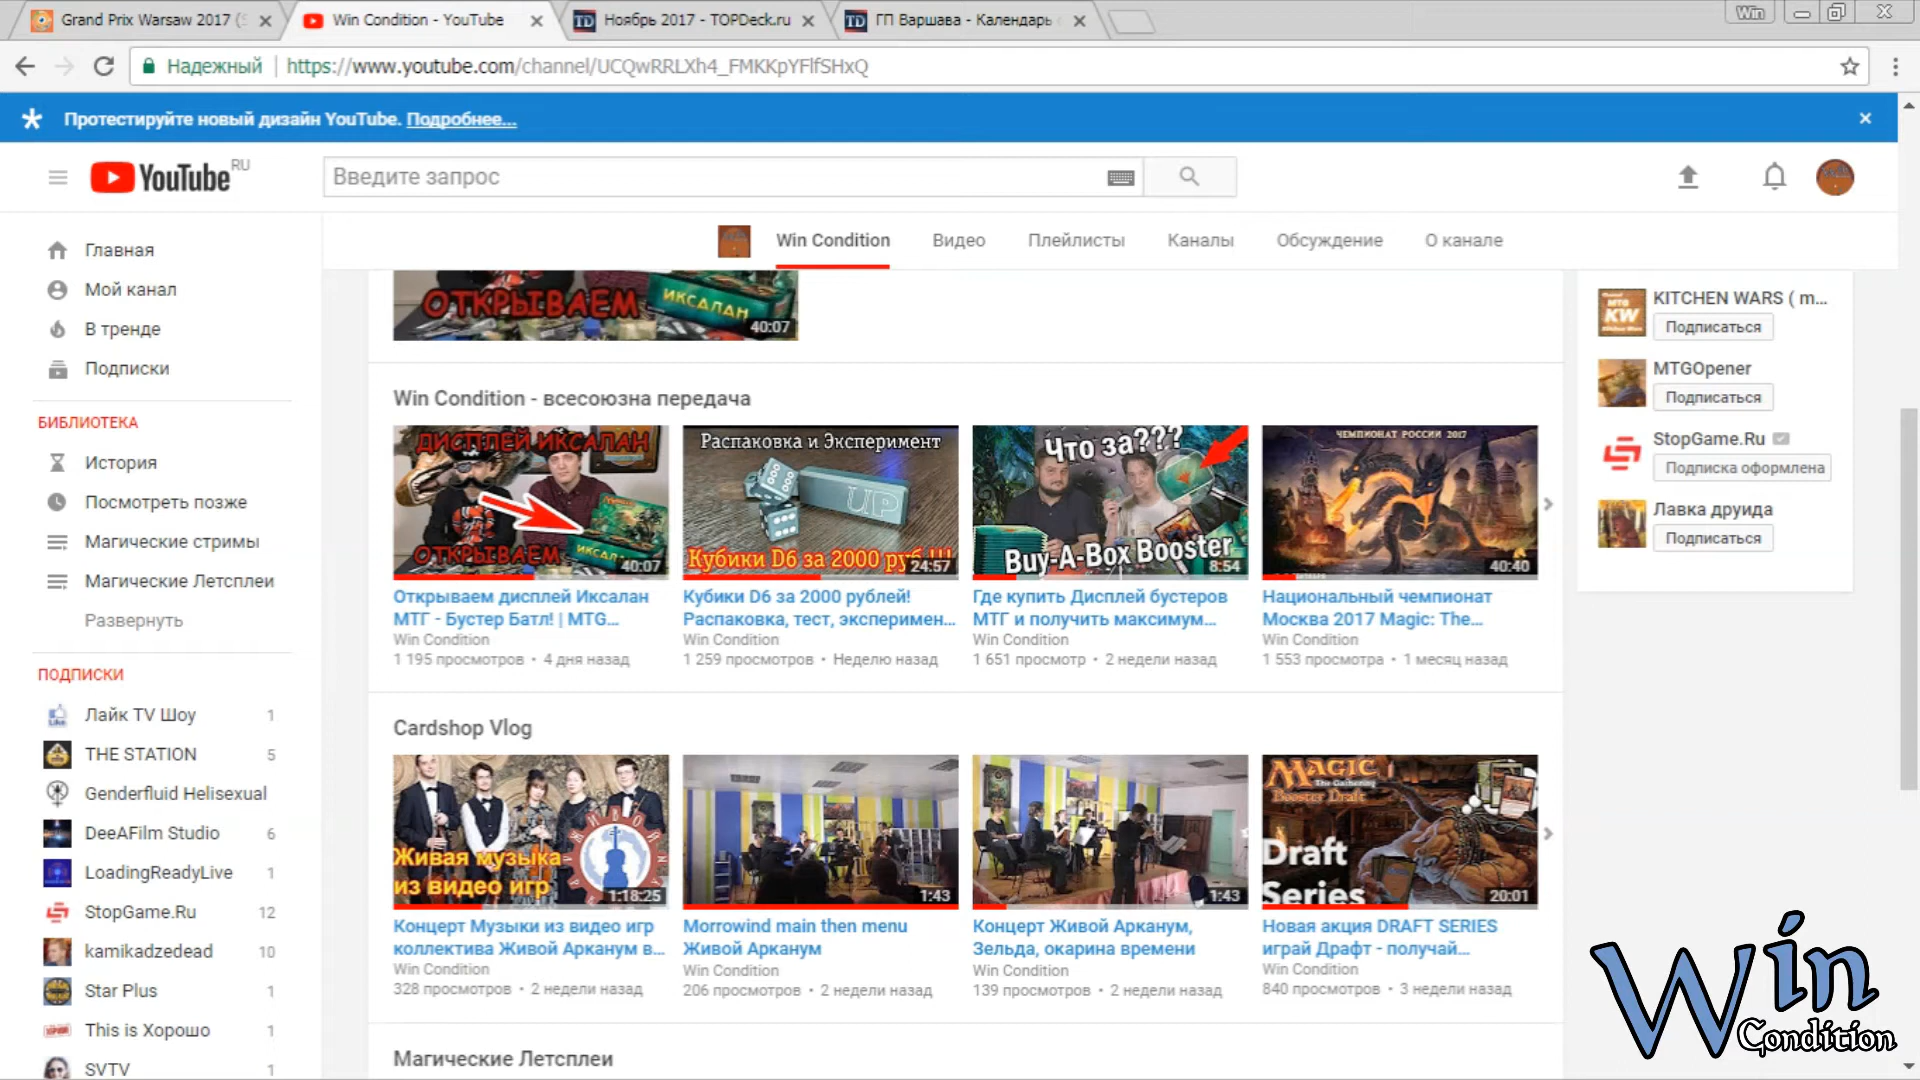 Grand Prix Warsaw 2017 (
Win Condition - YouTube
Ноябрь 2017 - TOPDeck.ru
ГП Варшава - Календарь
Win
Надежный
https://www.youtube.com/channel/UCQwRRLXh4_FMKKpYFlfSHxQ
Протестируйте новый дизайн YouTube. Подробнее...
YouTube RU
Введите запрос
Win Condition
Видео
Плейлисты
Каналы
Обсуждение
О канале
Главная
Мой канал
В тренде
Подписки
БИБЛИОТЕКА
История
Посмотреть позже
Магические стримы
Магические Летсплеи
Развернуть
ПОДПИСКИ
Лайк TV Шоу 1
THE STATION 5
Genderfluid Helisexual
DeeAFilm Studio 6
LoadingReadyLive 1
StopGame.Ru 12
kamikadzedead 10
Star Plus 1
This is Хорошо 1
SVTV 1
ОТКРЫВАЕМ
ИКСАЛАН
40:07
Win Condition - всесоюзна передача
ДИСПЛЕЙ ИКСАЛАН
ОТКРЫВАЕМ
ИКСАЛАН
40:07
Открываем дисплей Иксалан
МТГ - Бустер Батл! | MTG...
Win Condition
1 195 просмотров • 4 дня назад
Распаковка и Эксперимент
UP
Кубики D6 за 2000 руб!!!
24:57
Кубики D6 за 2000 рублей!
Распаковка, тест, эксперимен...
Win Condition
1 259 просмотров • Неделю назад
Что за???
Buy-A-Box Booster
8:54
Где купить Дисплей бустеров
МТГ и получить максимум...
Win Condition
1 651 просмотр • 2 недели назад
ЧЕМПИОНАТ РОССИИ 2017
40:40
Национальный чемпионат
Москва 2017 Magic: The...
Win Condition
1 553 просмотра • 1 месяц назад
Cardshop Vlog
Живая музыка
из видео игр
ЖИВОЙ
1:18:25
Концерт Музыки из видео игр
коллектива Живой Арканум в...
Win Condition
328 просмотров • 2 недели назад
1:43
Morrowind main then menu
Живой Арканум
Win Condition
206 просмотров • 2 недели назад
1:43
Концерт Живой Арканум,
Зельда, окарина времени
Win Condition
139 просмотров • 2 недели назад
MAGIC
The Gathering
Booster Draft
Draft
Series
20:01
Новая акция DRAFT SERIES
играй Драфт - получай...
Win Condition
840 просмотров • 3 недели назад
Магические Летсплеи
MTG
KW
KITCHEN WARS ( m...
Подписаться
MTGOpener
Подписаться
StopGame.Ru
Подписка оформлена
Лавка друида
Подписаться
Win
Condition